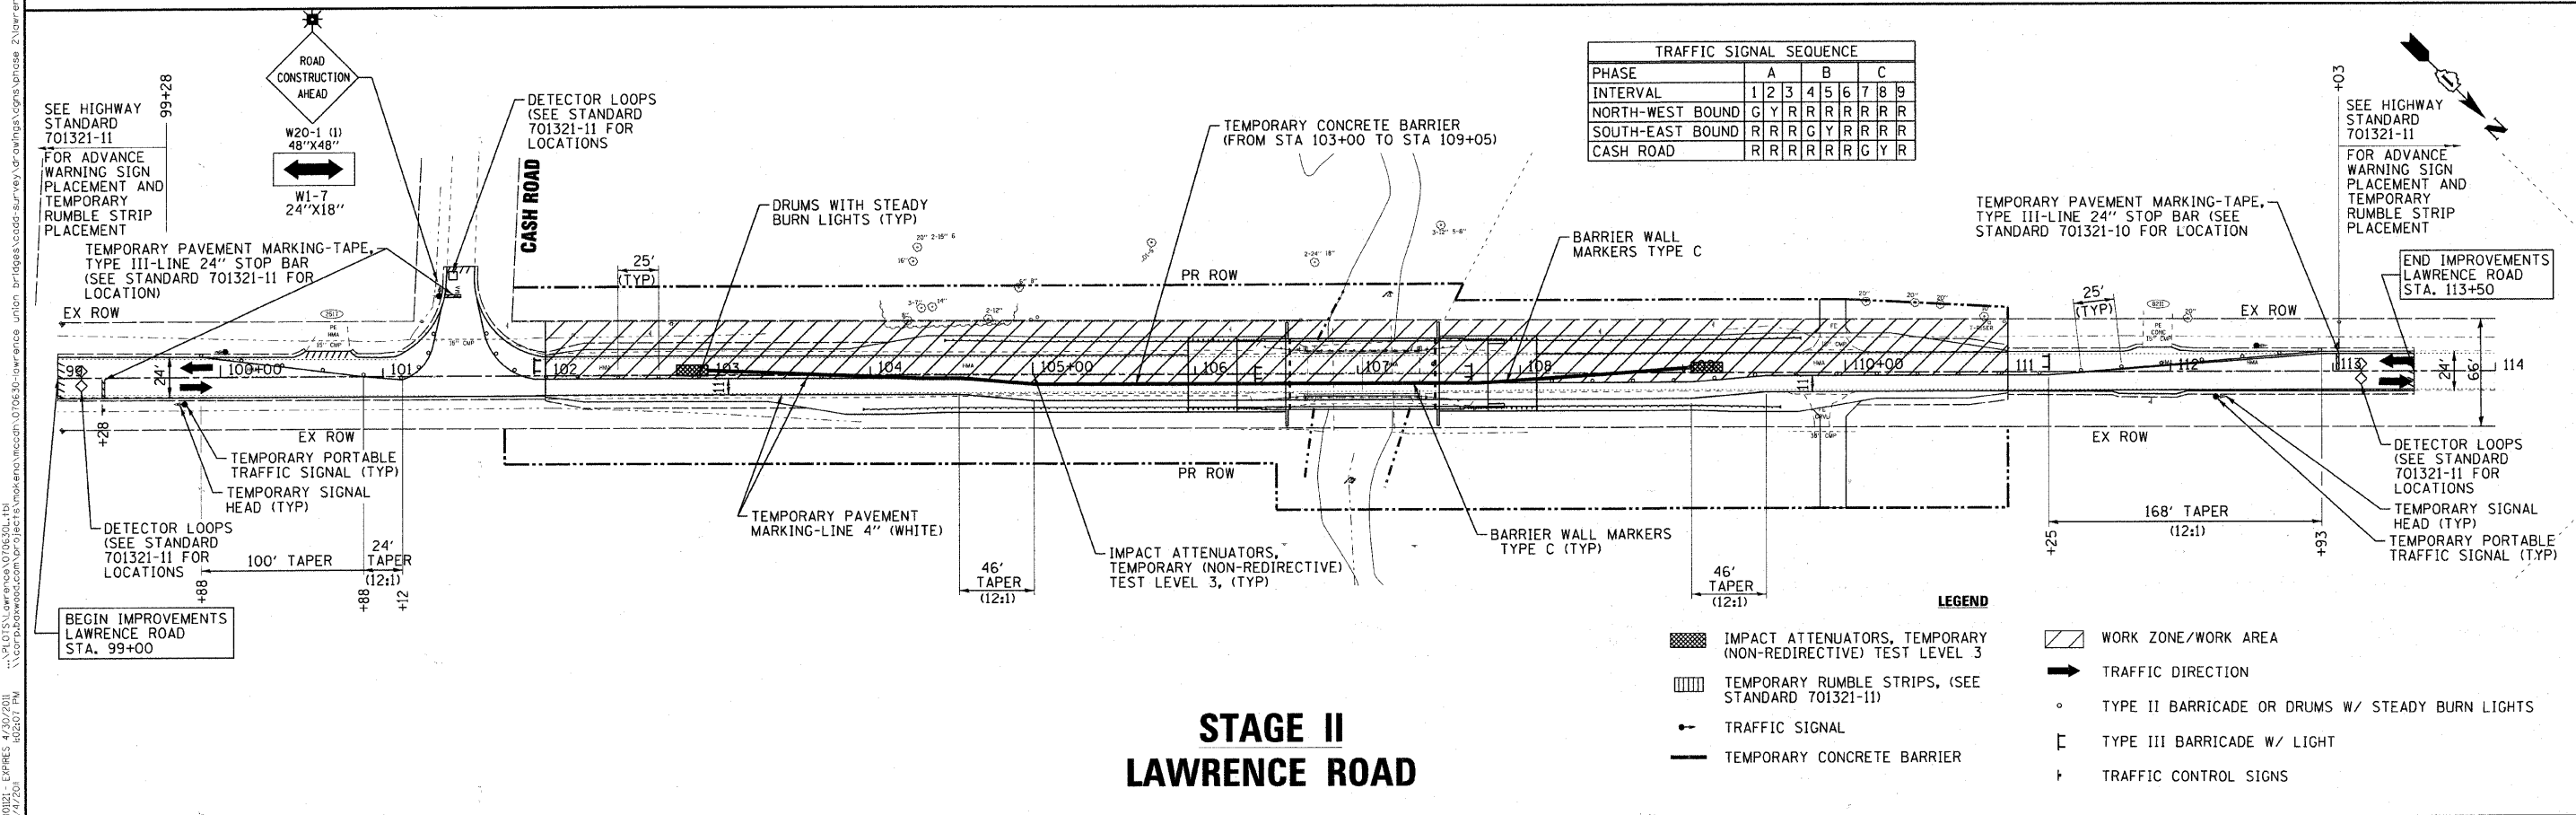 ROAD
CONSTRUCTION
AHEAD
W20-1 (1)
48"X48"
W1-7
24"X18"
SEE HIGHWAY
STANDARD
701321-11
FOR ADVANCE
WARNING SIGN
PLACEMENT AND
TEMPORARY
RUMBLE STRIP
PLACEMENT
99+28
DETECTOR LOOPS
(SEE STANDARD
701321-11 FOR
LOCATIONS
CASH ROAD
TEMPORARY PAVEMENT MARKING-TAPE,
TYPE III-LINE 24" STOP BAR
(SEE STANDARD 701321-11 FOR
LOCATION)
EX ROW
DRUMS WITH STEADY
BURN LIGHTS (TYP)
25'
(TYP)
TEMPORARY CONCRETE BARRIER
(FROM STA 103+00 TO STA 109+05)
PR ROW
BARRIER WALL
MARKERS TYPE C
TRAFFIC SIGNAL SEQUENCE
PHASE A B C
INTERVAL 1 2 3 4 5 6 7 8 9
NORTH-WEST BOUND G Y R R R R R R R
SOUTH-EAST BOUND R R R G Y R R R R
CASH ROAD R R R R R R G Y R
+03
SEE HIGHWAY
STANDARD
701321-11
FOR ADVANCE
WARNING SIGN
PLACEMENT AND
TEMPORARY
RUMBLE STRIP
PLACEMENT
N
TEMPORARY PAVEMENT MARKING-TAPE,
TYPE III-LINE 24" STOP BAR (SEE
STANDARD 701321-10 FOR LOCATION
END IMPROVEMENTS
LAWRENCE ROAD
STA. 113+50
25'
(TYP)
EX ROW
99 100+00 101 102 103 104 105+00 106 107 108 109 110+00 111 112 113 114
24'
11'
11'
24'
66'
+28
EX ROW
TEMPORARY PORTABLE
TRAFFIC SIGNAL (TYP)
TEMPORARY SIGNAL
HEAD (TYP)
DETECTOR LOOPS
(SEE STANDARD
701321-11 FOR
LOCATIONS
100' TAPER
24'
TAPER
(12:1)
+88
+88
+12
BEGIN IMPROVEMENTS
LAWRENCE ROAD
STA. 99+00
TEMPORARY PAVEMENT
MARKING-LINE 4" (WHITE)
46'
TAPER
(12:1)
IMPACT ATTENUATORS,
TEMPORARY (NON-REDIRECTIVE)
TEST LEVEL 3, (TYP)
PR ROW
BARRIER WALL MARKERS
TYPE C (TYP)
46'
TAPER
(12:1)
EX ROW
168' TAPER
(12:1)
+25
+93
DETECTOR LOOPS
(SEE STANDARD
701321-11 FOR
LOCATIONS
TEMPORARY SIGNAL
HEAD (TYP)
TEMPORARY PORTABLE
TRAFFIC SIGNAL (TYP)
LEGEND
IMPACT ATTENUATORS, TEMPORARY
(NON-REDIRECTIVE) TEST LEVEL 3
TEMPORARY RUMBLE STRIPS, (SEE
STANDARD 701321-11)
TRAFFIC SIGNAL
TEMPORARY CONCRETE BARRIER
WORK ZONE/WORK AREA
TRAFFIC DIRECTION
TYPE II BARRICADE OR DRUMS W/ STEADY BURN LIGHTS
TYPE III BARRICADE W/ LIGHT
TRAFFIC CONTROL SIGNS
STAGE II
LAWRENCE ROAD